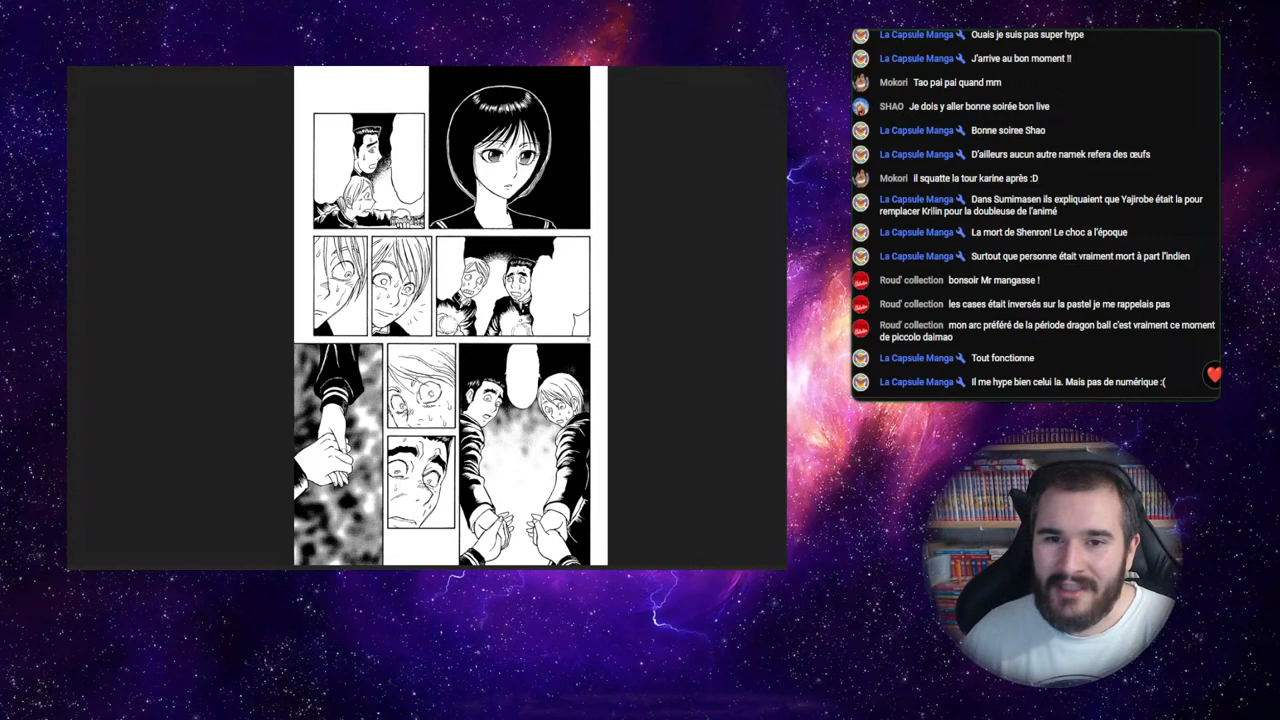 La Capsule Manga Ouais je suis pas super hype
La Capsule Manga J'arrive au bon moment !!
Mokori Tao pai pai quand mm
SHAO Je dois y aller bonne soirée bon live
La Capsule Manga Bonne soiree Shao
La Capsule Manga D'ailleurs aucun autre namek refera des œufs
Mokori il squatte la tour karine après :D
La Capsule Manga Dans Sumimasen ils expliquaient que Yajirobe était la pour
remplacer Krilin pour la doubleuse de l'animé
La Capsule Manga La mort de Shenron! Le choc a l'époque
La Capsule Manga Surtout que personne était vraiment mort à part l'indien
Roud' collection bonsoir Mr mangasse !
Roud' collection les cases était inversés sur la pastel je me rappelais pas
Roud' collection mon arc préféré de la période dragon ball c'est vraiment ce moment
de piccolo daimao
La Capsule Manga Tout fonctionne
La Capsule Manga Il me hype bien celui la. Mais pas de numérique :(